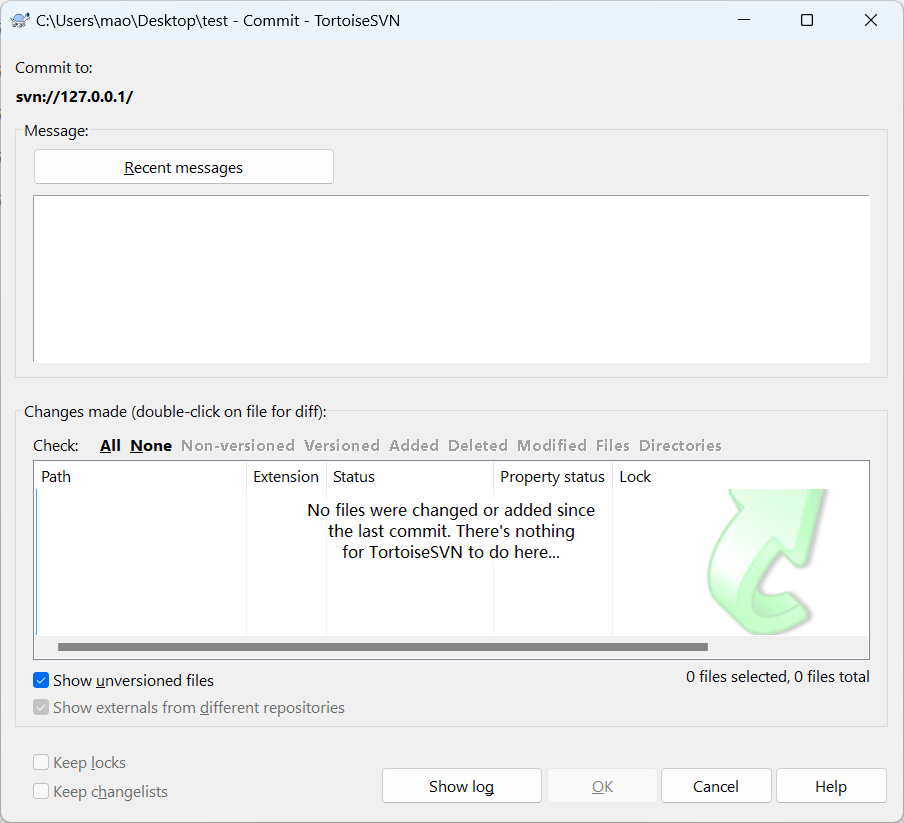 C:\Users\mao\Desktop\test - Commit - TortoiseSVN
Commit to:
svn://127.0.0.1/
Message:
Recent messages
Changes made (double-click on file for diff):
Check: All None Non-versioned Versioned Added Deleted Modified Files Directories
Path Extension Status Property status Lock
No files were changed or added since
the last commit. There's nothing
for TortoiseSVN to do here...
Show unversioned files
0 files selected, 0 files total
Show externals from different repositories
Keep locks
Keep changelists
Show log OK Cancel Help